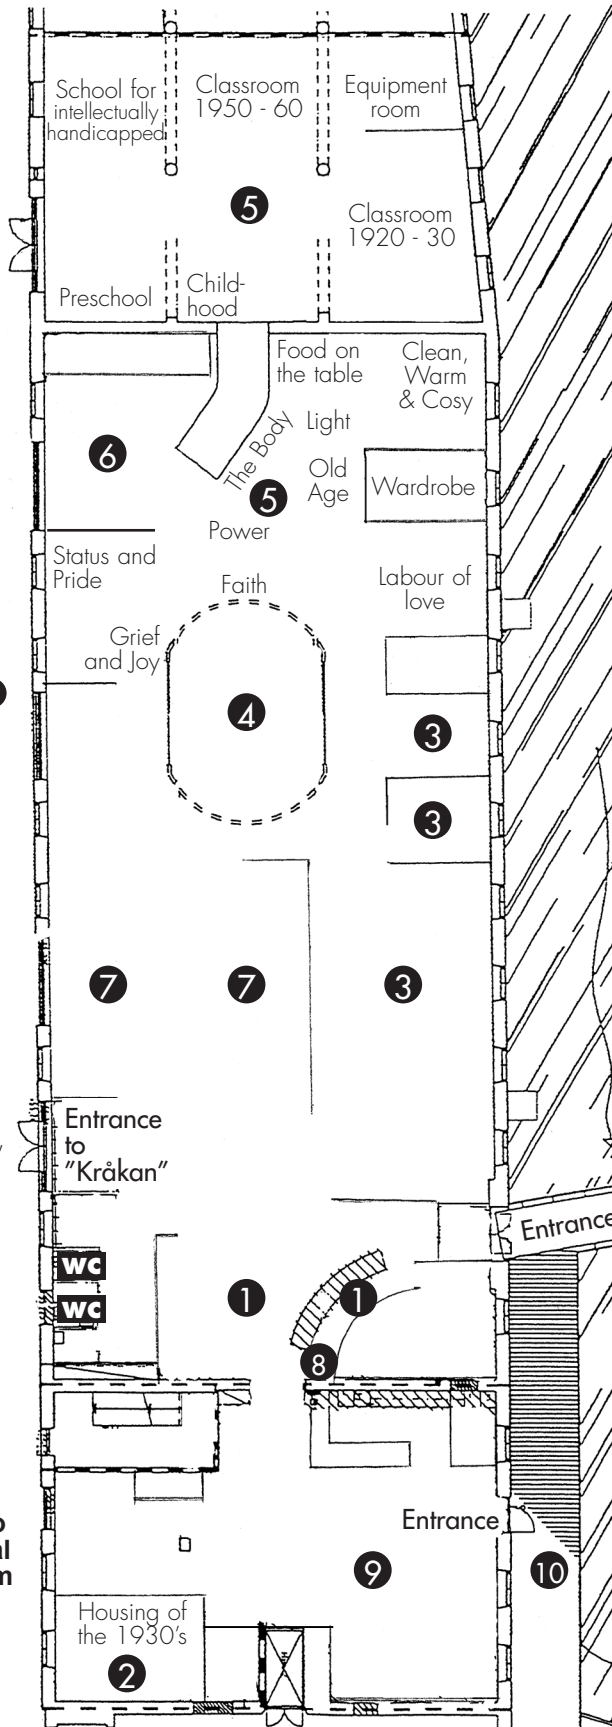 School for
intellectually
handicapped
Classroom
1950 - 60
Equipment
room
5
Classroom
1920 - 30
Preschool
Child-
hood
Food on
the table
Clean,
Warm
& Cosy
The Body
Light
6
5
Old
Age
Wardrobe
Power
Status and
Pride
Faith
Labour of
love
Grief
and Joy
4
3
3
7
7
3
Entrance
to
"Kråkan"
Entrance
WC
WC
1
1
8
Entrance
9
10
Housing of
the 1930's
2